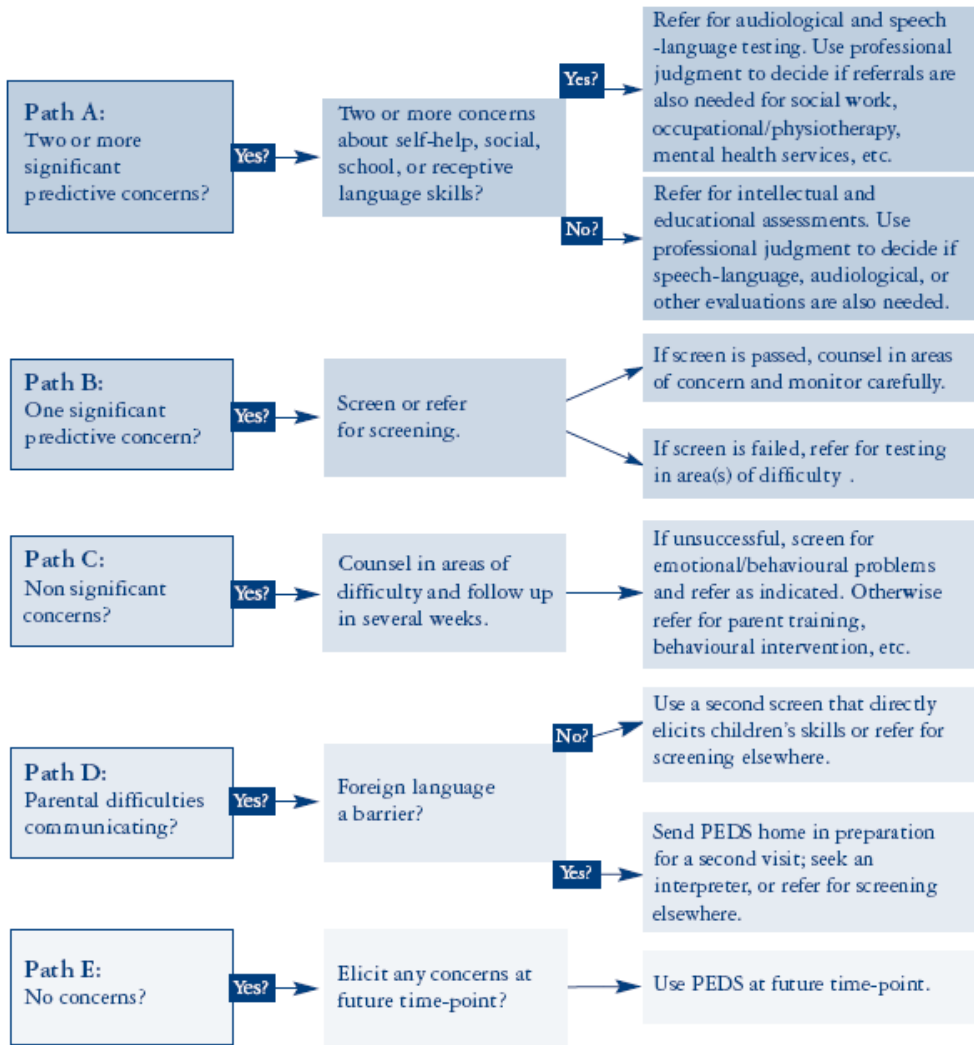 Path A:
Two or more
significant
predictive concerns?
Yes?
Two or more concerns
about self-help, social,
school, or receptive
language skills?
Yes?
Refer for audiological and speech
-language testing. Use professional
judgment to decide if referrals are
also needed for social work,
occupational/physiotherapy,
mental health services, etc.
No?
Refer for intellectual and
educational assessments. Use
professional judgment to decide if
speech-language, audiological, or
other evaluations are also needed.
Path B:
One significant
predictive concern?
Yes?
Screen or refer
for screening.
If screen is passed, counsel in areas
of concern and monitor carefully.
If screen is failed, refer for testing
in area(s) of difficulty .
Path C:
Non significant
concerns?
Yes?
Counsel in areas of
difficulty and follow up
in several weeks.
If unsuccessful, screen for
emotional/behavioural problems
and refer as indicated. Otherwise
refer for parent training,
behavioural intervention, etc.
Path D:
Parental difficulties
communicating?
Yes?
Foreign language
a barrier?
No?
Use a second screen that directly
elicits children's skills or refer for
screening elsewhere.
Yes?
Send PEDS home in preparation
for a second visit; seek an
interpreter, or refer for screening
elsewhere.
Path E:
No concerns?
Yes?
Elicit any concerns at
future time-point?
Use PEDS at future time-point.